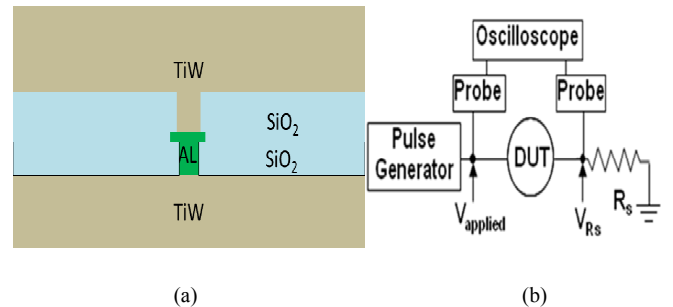 TiW
SiO2
AL
SiO2
TiW
(a)
Oscilloscope
Probe
Probe
Pulse
Generator
DUT
Vapplied
VRs
Rs
(b)